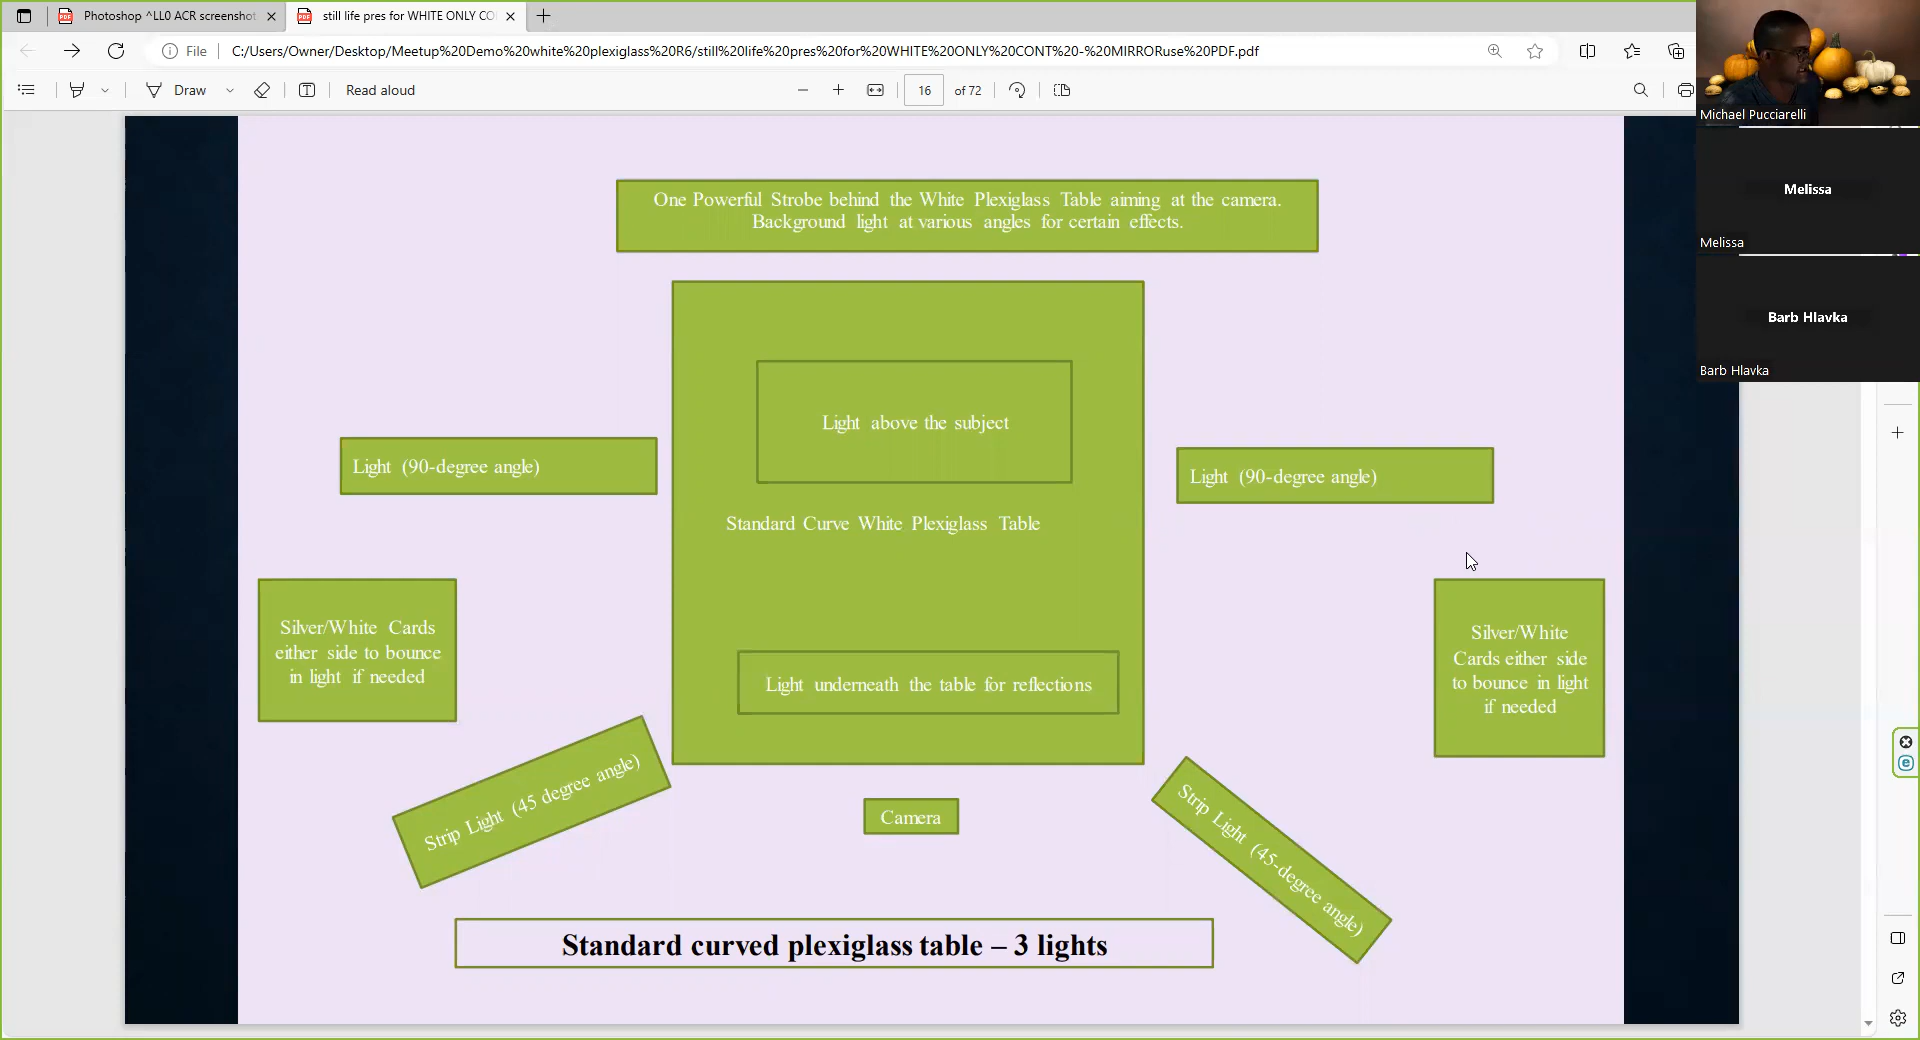 Photoshop ^LL0 ACR screenshot
still life pres for WHITE ONLY CO
File
C:/Users/Owner/Desktop/Meetup%20Demo%20white%20plexiglass%20R6/still%20life%20pres%20for%20WHITE%20ONLY%20CONT%20-%20MIRRORuse%20PDF.pdf
Draw
Read aloud
16
of 72
Michael Pucciarelli
Melissa
Melissa
Barb Hlavka
Barb Hlavka
One Powerful Strobe behind the White Plexiglass Table aiming at the camera.
Background light at various angles for certain effects.
Light above the subject
Light (90-degree angle)
Light (90-degree angle)
Standard Curve White Plexiglass Table
Silver/White Cards
either side to bounce
in light if needed
Silver/White
Cards either side
to bounce in light
if needed
Light underneath the table for reflections
Strip Light (45 degree angle)
Camera
Strip Light (45-degree angle)
Standard curved plexiglass table – 3 lights